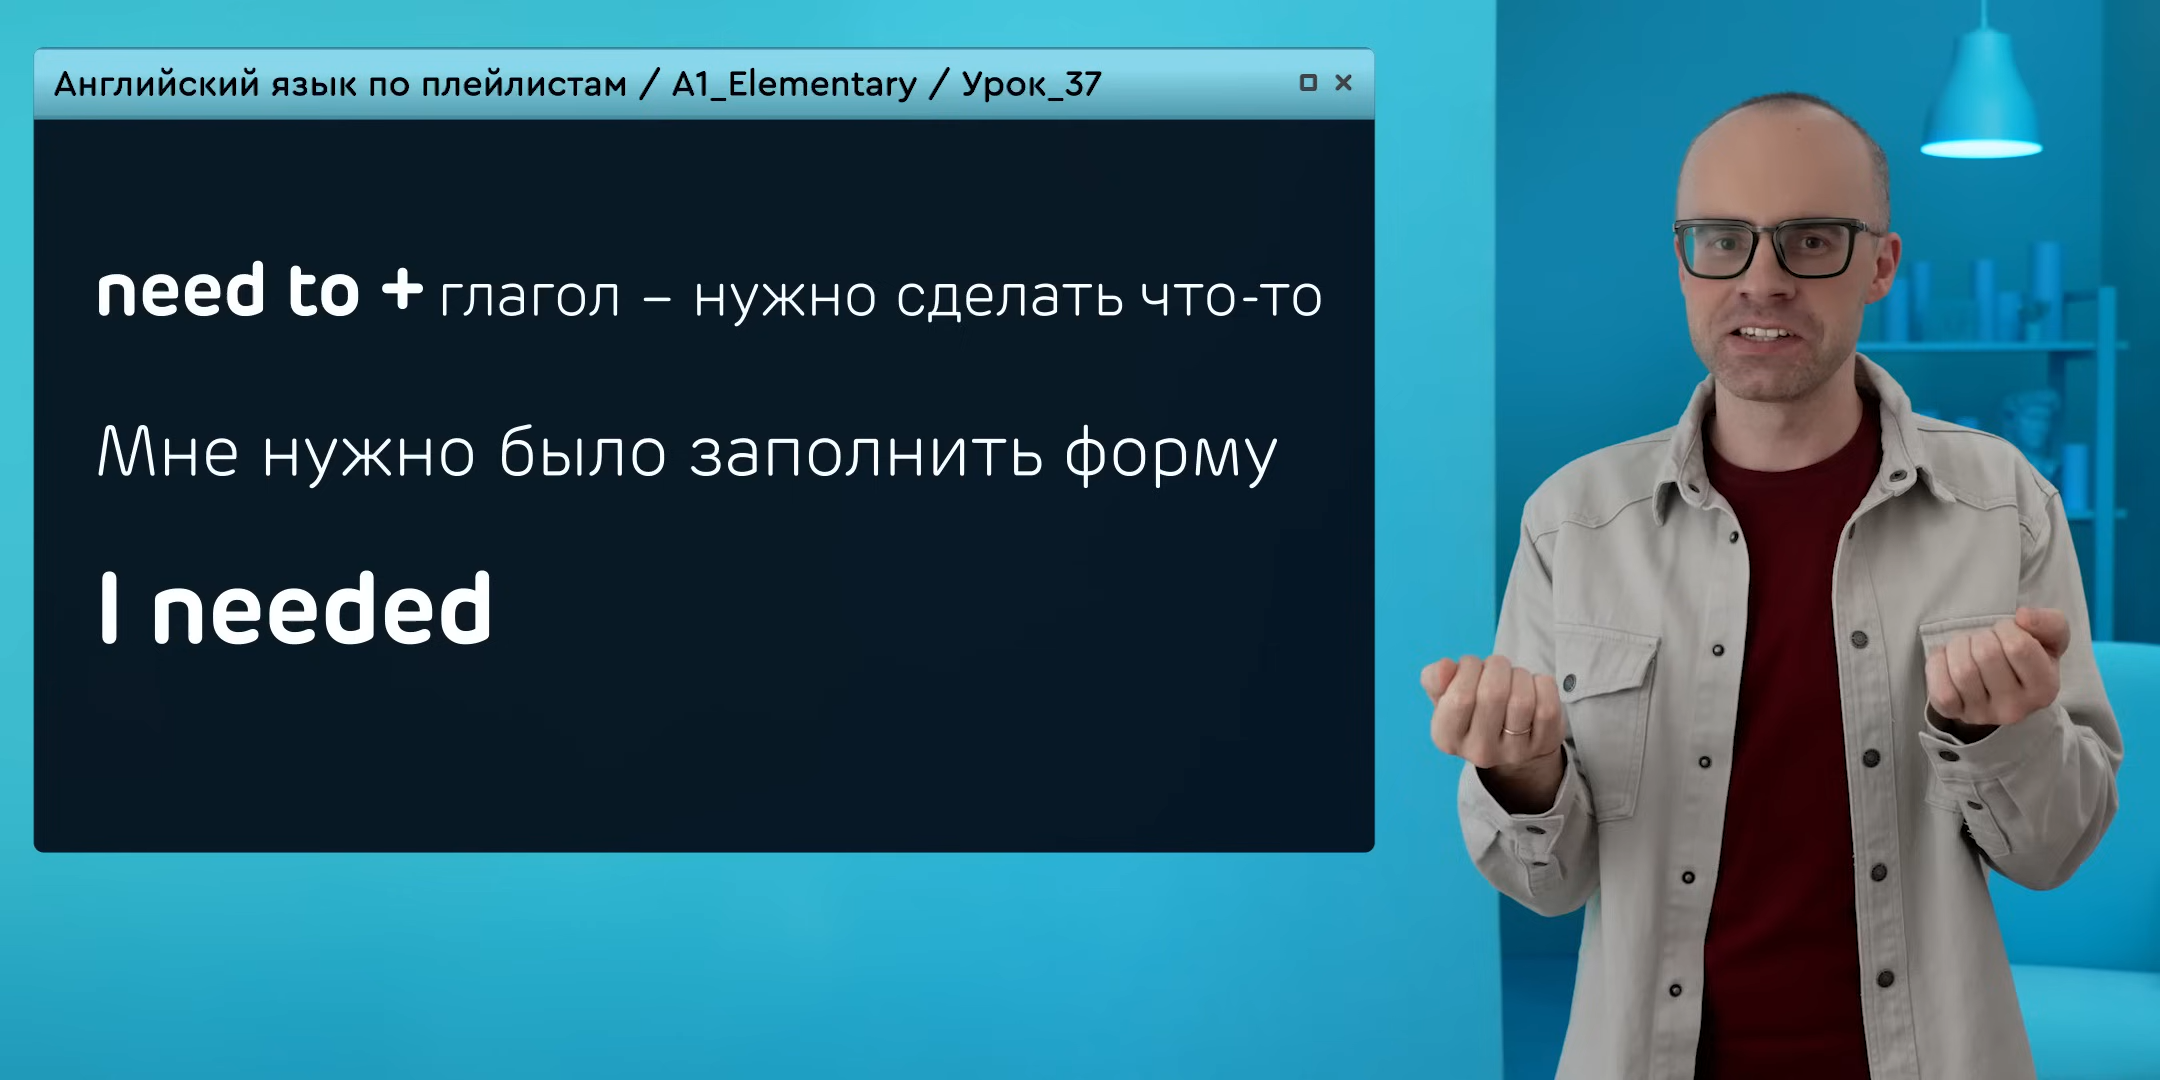 Английский язык по плейлистам / A1_Elementary / Урок_37
need to + глагол – нужно сделать что-то
Мне нужно было заполнить форму
I needed